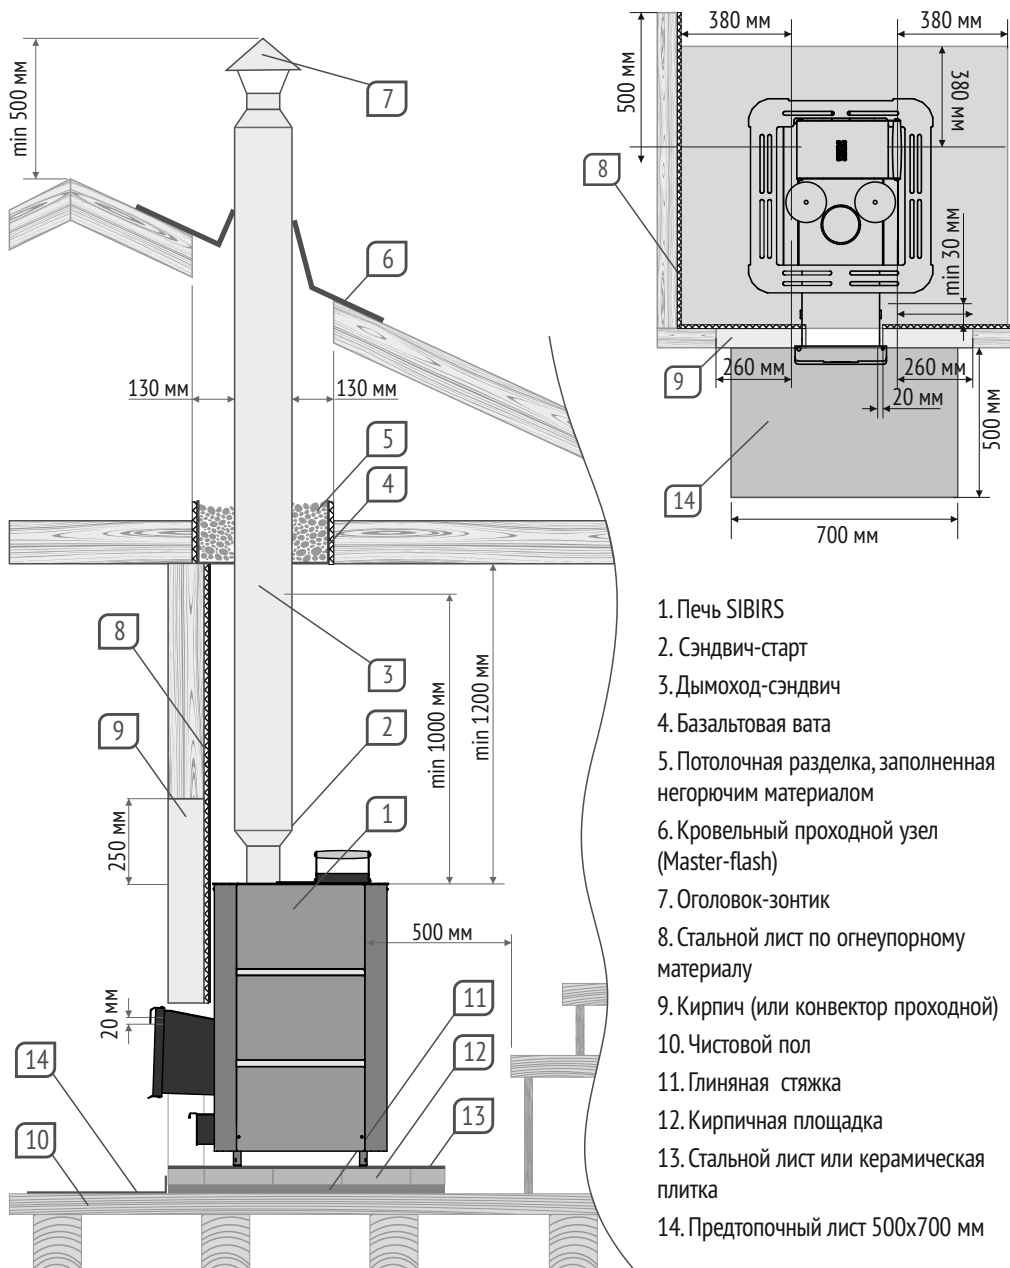 380 мм
380 мм
500 мм
380 мм
min 500 мм
7
8
6
min 30 мм
130 мм
130 мм
9
260 мм
260 мм
20 мм
500 мм
5
4
14
700 мм
8
3
9
2
min 1000 мм
min 1200 мм
1
250 мм
500 мм
20 мм
11
12
14
13
10
1. Печь SIBIRS
2. Сэндвич-старт
3. Дымоход-сэндвич
4. Базальтовая вата
5. Потолочная разделка, заполненная
негорючим материалом
6. Кровельный проходной узел
(Master-flash)
7. Оголовок-зонтик
8. Стальной лист по огнеупорному
материалу
9. Кирпич (или конвектор проходной)
10. Чистовой пол
11. Глиняная стяжка
12. Кирпичная площадка
13. Стальной лист или керамическая
плитка
14. Предтопочный лист 500х700 мм